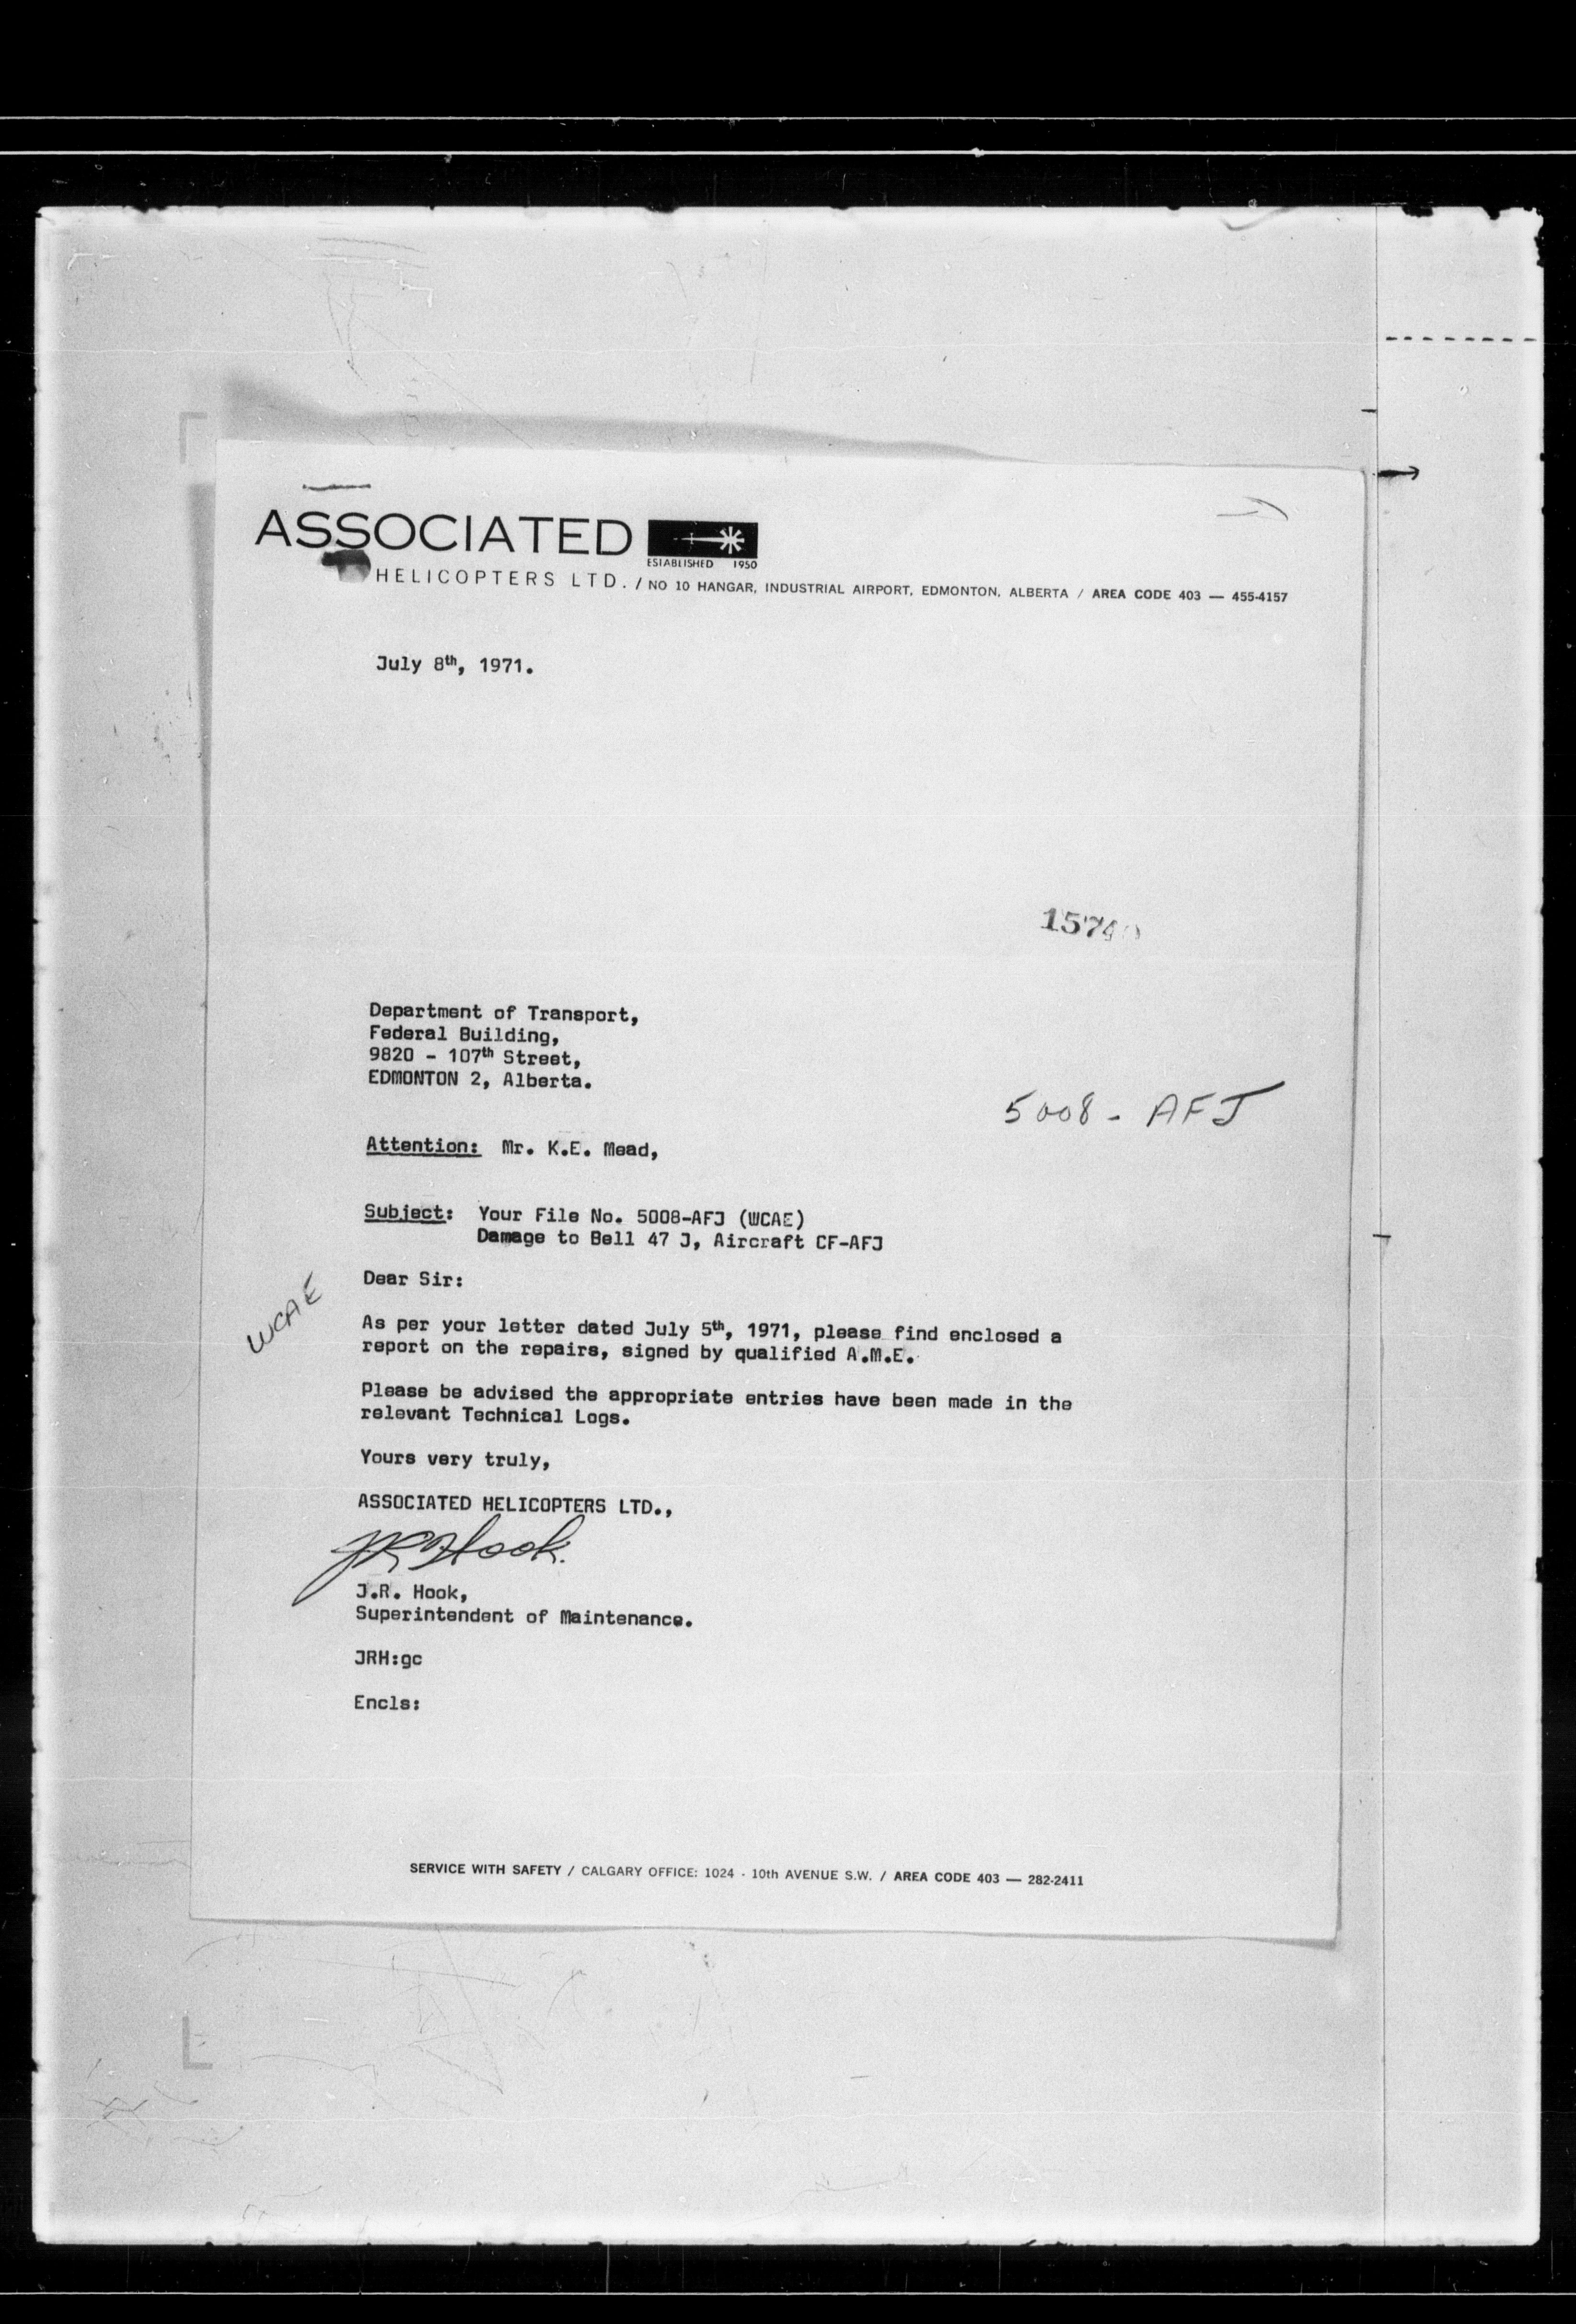 ASSOCIATED
ESTABLISHED 1950
HELICOPTERS LTD. / NO 10 HANGAR, INDUSTRIAL AIRPORT, EDMONTON, ALBERTA / AREA CODE 403 — 455-4157
July 8th, 1971.
Department of Transport,
Federal Building,
9820 - 107th Street,
EDMONTON 2, Alberta.
5008 - AFJ
Attention: Mr. K.E. Mead,
Subject: Your File No. 5008-AFJ (WCAE)
Damage to Bell 47 J, Aircraft CF-AFJ
Dear Sir:
WCAE
As per your letter dated July 5th, 1971, please find enclosed a
report on the repairs, signed by qualified A.M.E.
Please be advised the appropriate entries have been made in the
relevant Technical Logs.
Yours very truly,
ASSOCIATED HELICOPTERS LTD.,
JR Hook.
J.R. Hook,
Superintendent of Maintenance.
JRH:gc
Encls:
SERVICE WITH SAFETY / CALGARY OFFICE: 1024 - 10th AVENUE S.W. / AREA CODE 403 — 282-2411